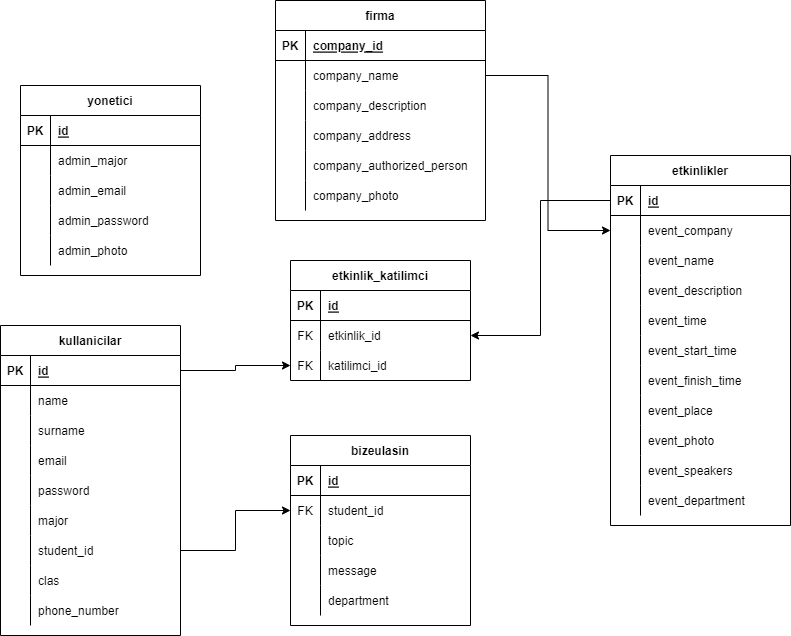 firma
PK company_id
company_name
company_description
company_address
company_authorized_person
company_photo
yonetici
PK id
admin_major
admin_email
admin_password
admin_photo
etkinlikler
PK id
event_company
event_name
event_description
event_time
event_start_time
event_finish_time
event_place
event_photo
event_speakers
event_department
etkinlik_katilimci
PK id
FK etkinlik_id
FK katilimci_id
kullanicilar
PK id
name
surname
email
password
major
student_id
clas
phone_number
bizeulasin
PK id
FK student_id
topic
message
department